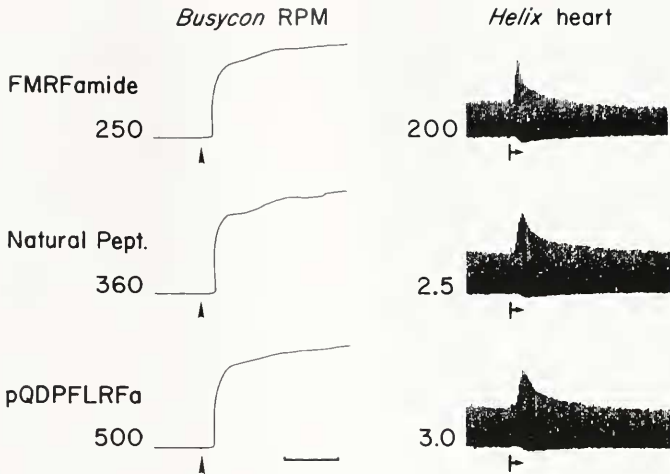 Busycon RPM
Helix heart
FMRFamide
250
200
Natural Pept.
360
2.5
pQDPFLRFa
500
3.0